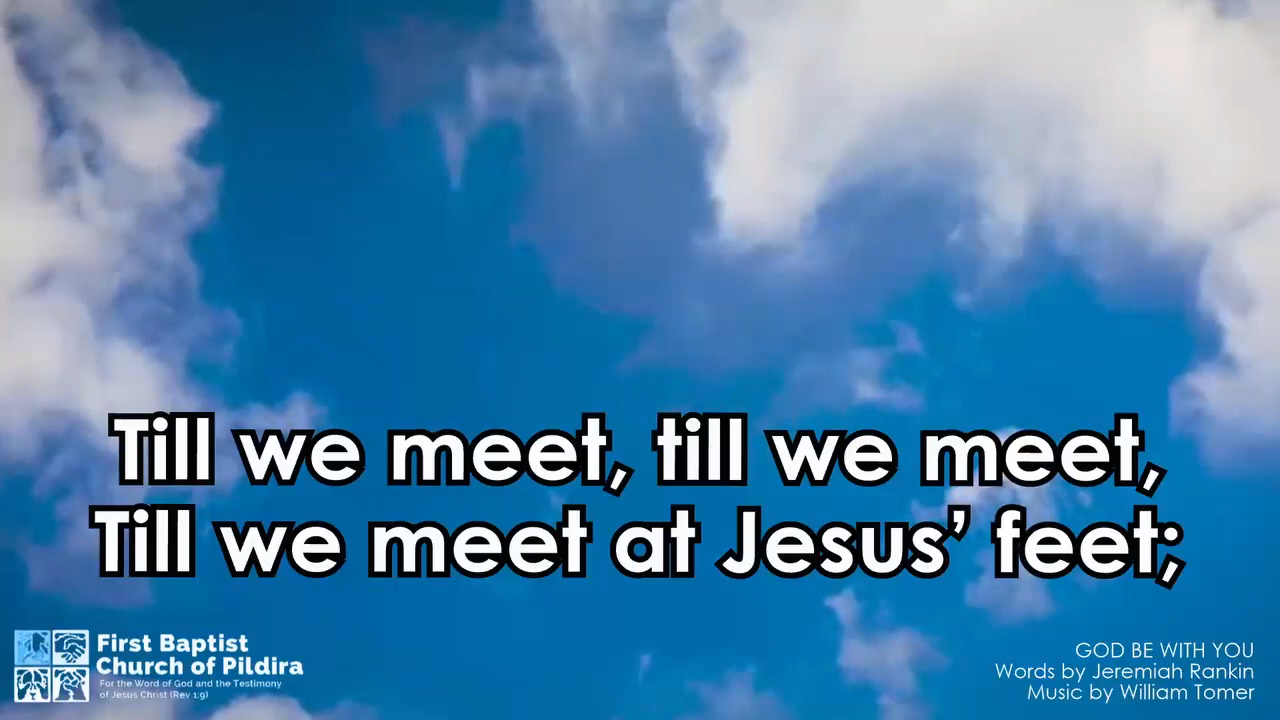 Till we meet, till we meet,
Till we meet at Jesus’ feet;
First Baptist
Church of Pildira
For the Word of God and the Testimony
of Jesus Christ (Rev 1:9)
GOD BE WITH YOU
Words by Jeremiah Rankin
Music by William Tomer